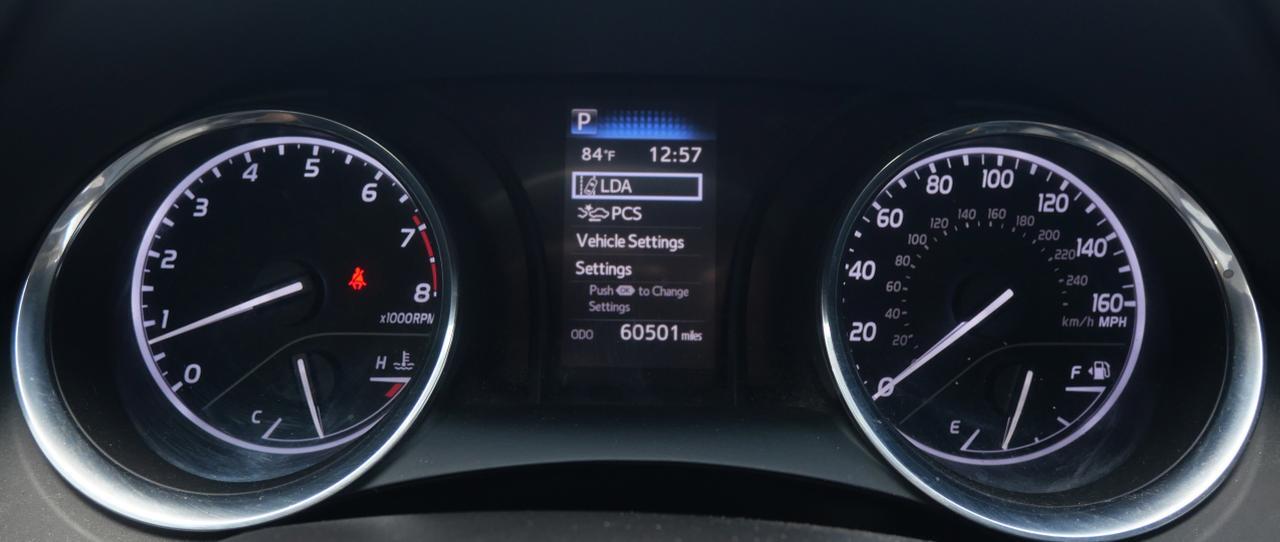 5
4
6
3
7
2
8
1
x1000RPM
0
H
C
P
84°F 12:57
LDA
PCS
Vehicle Settings
Settings
Push OK to Change
Settings
ODO 60501 miles
100
80
120
60
140
40
160
20
0
140 160
120 180
100 200
80 220
60 240
40
20
km/h MPH
F
E